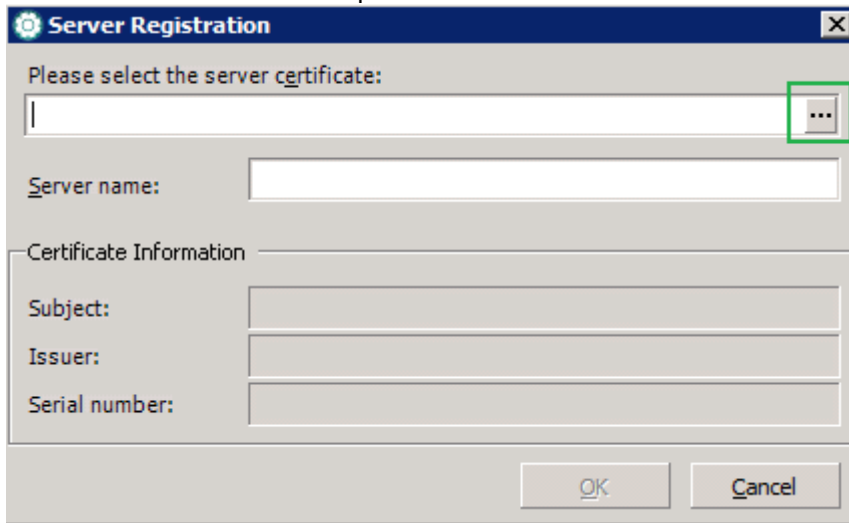 Server Registration
Please select the server certificate:
...
Server name:
Certificate Information
Subject:
Issuer:
Serial number:
OK
Cancel